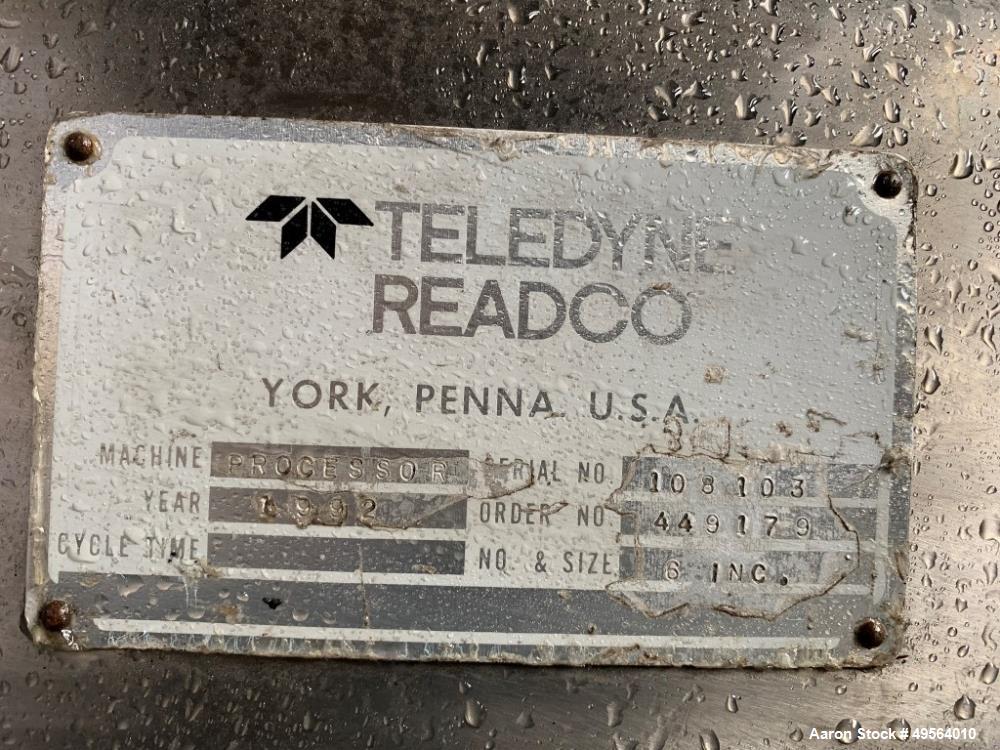 TELEDYNE
READCO
YORK, PENNA. U.S.A.
MACHINE PROCESSOR SERIAL NO. 108103
YEAR 1992 ORDER NO. 449179
CYCLE TIME NO. & SIZE 6 INC.
Aaron Stock # 49564010